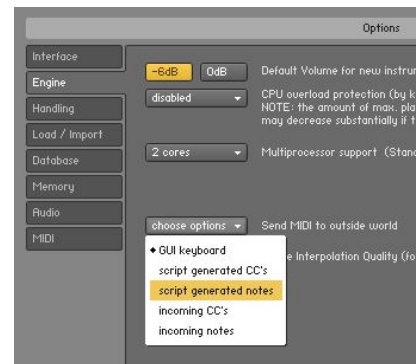 Options
Interface
Engine
Handling
Load / Import
Database
Memory
Audio
MIDI
-6dB 0dB Default Volume for new instrur
disabled CPU overload protection (by k
NOTE: the amount of max. pla
may decrease substantially if t
2 cores Multiprocessor support (Stanc
choose options Send MIDI to outside world
GUI keyboard
e Interpolation Quality (fo
script generated CC's
script generated notes
incoming CC's
incoming notes